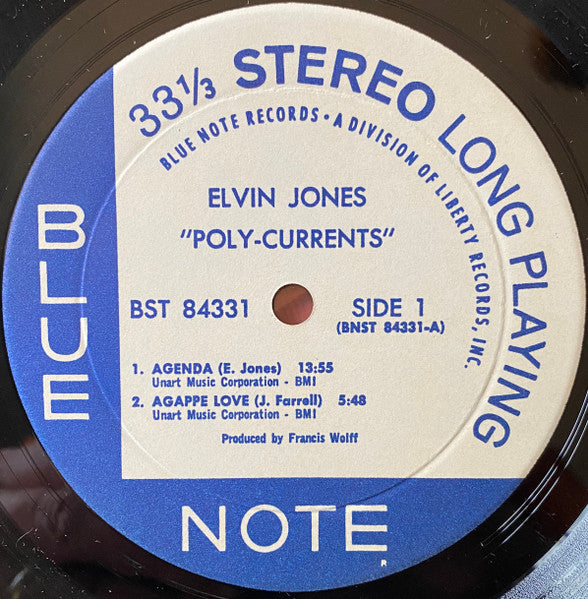 33⅓ STEREO LONG PLAYING
BLUE NOTE RECORDS • A DIVISION OF LIBERTY RECORDS, INC.
ELVIN JONES
"POLY-CURRENTS"
BST 84331
SIDE 1
(BNST 84331-A)
1. AGENDA (E. Jones) 13:55
Unart Music Corporation - BMI
2. AGAPPE LOVE (J. Farrell) 5:48
Unart Music Corporation - BMI
Produced by Francis Wolff
BLUE
NOTE
R